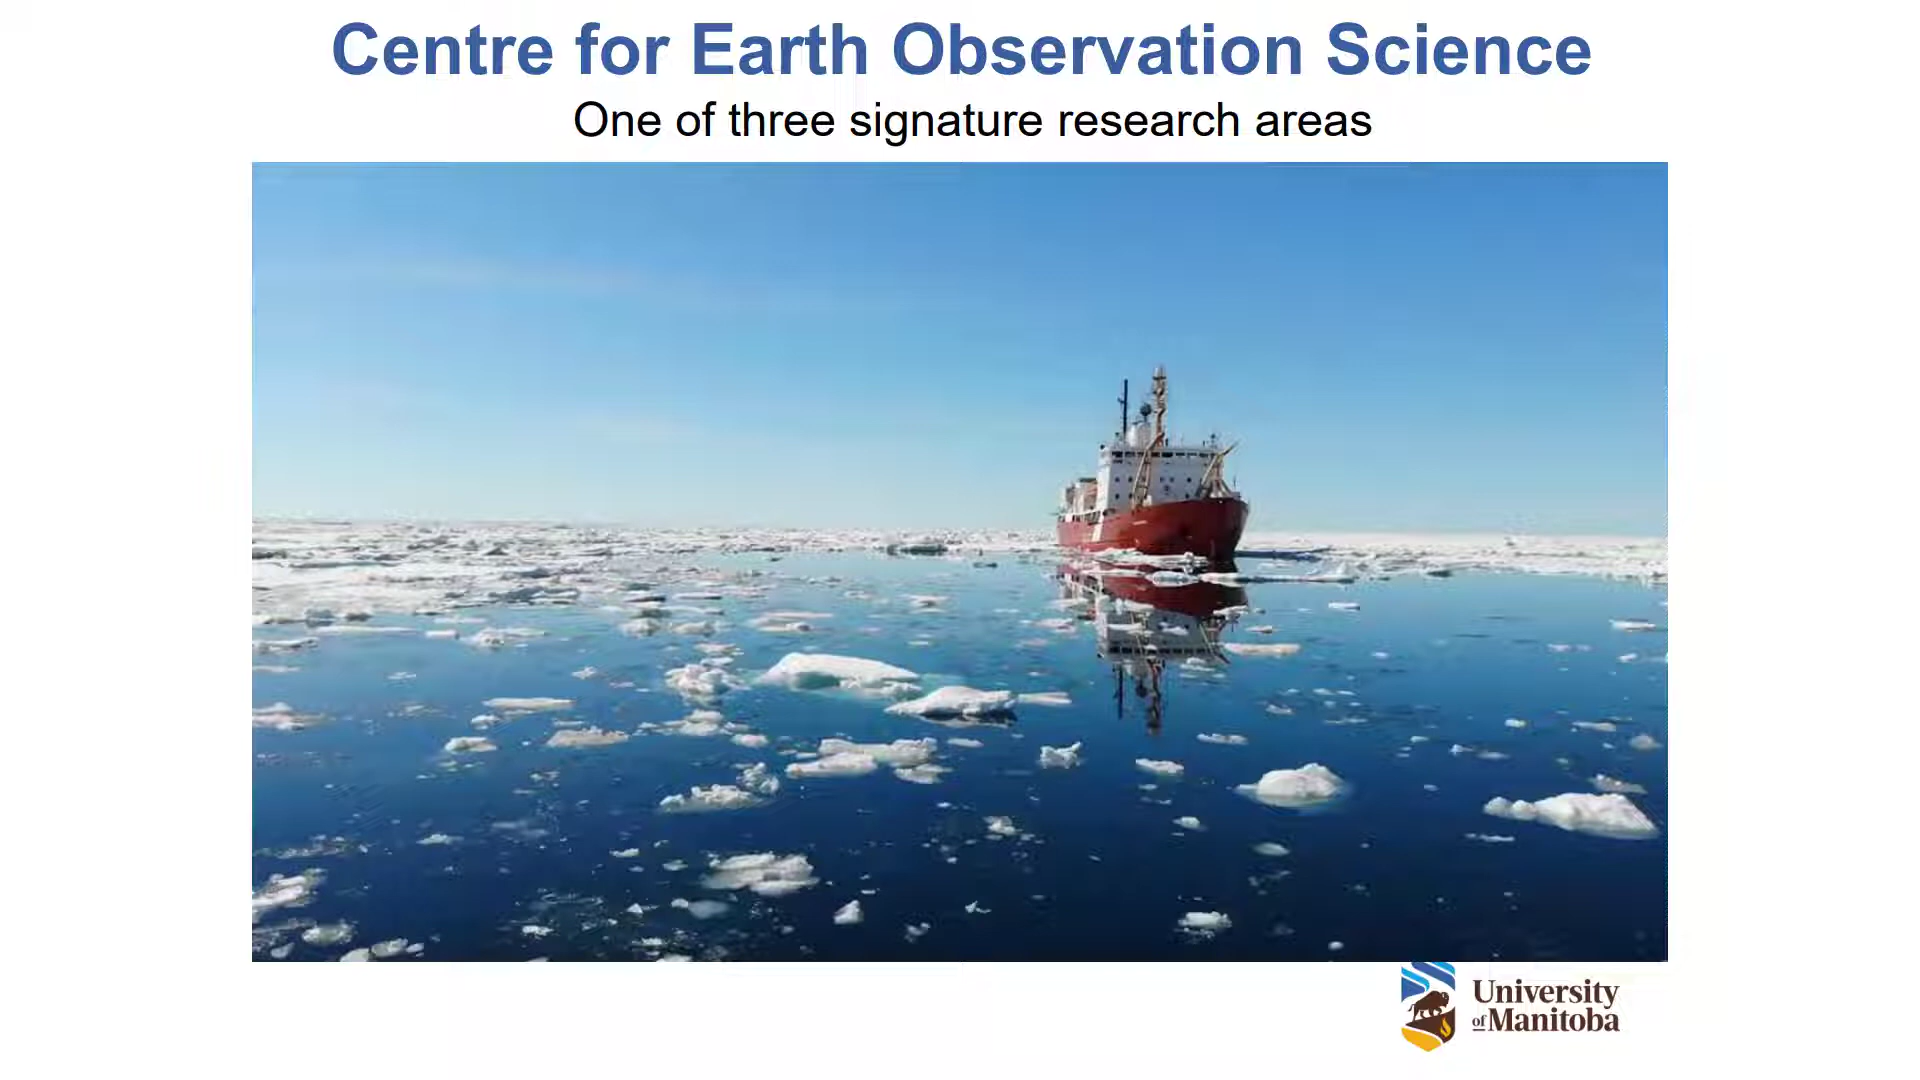 Centre for Earth Observation Science
One of three signature research areas
University
of Manitoba